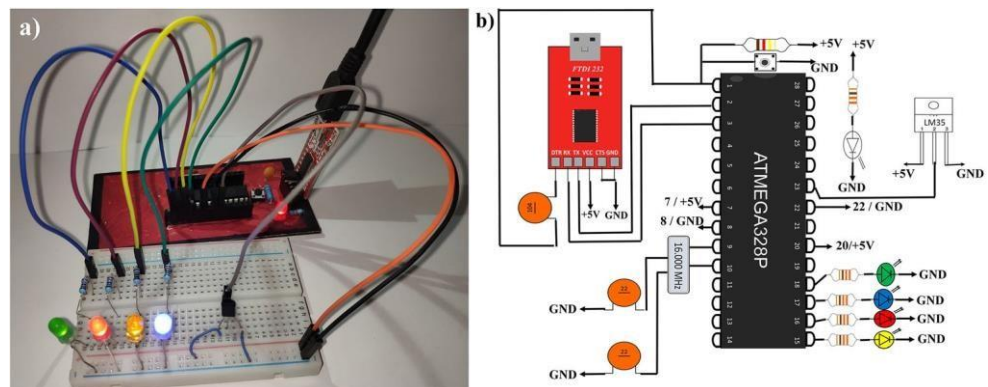 a)
b)
FTDI 232
DTR RX TX VCC CTS GND
+5V
GND
104
+5V
GND
+5V
GND
LM35
+5V
GND
ATMEGA328P
1
2
3
4
5
6
7
8
9
10
11
12
13
14
28
27
26
25
24
23
22
21
20
19
18
17
16
15
7 / +5V
8 / GND
22 / GND
20/+5V
16.000 MHz
22
GND
22
GND
GND
GND
GND
GND